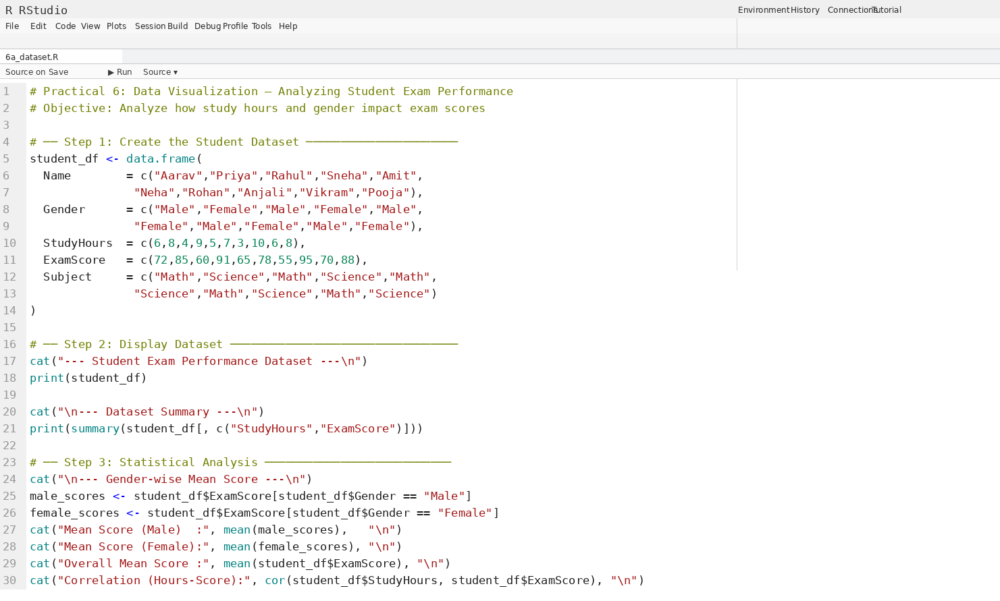 R RStudio
Environment History Connections Tutorial
File Edit Code View Plots Session Build Debug Profile Tools Help
6a_dataset.R
Source on Save ▶ Run Source ▾
1 # Practical 6: Data Visualization — Analyzing Student Exam Performance
2 # Objective: Analyze how study hours and gender impact exam scores
3
4 # ── Step 1: Create the Student Dataset ──────────────────────
5 student_df <- data.frame(
6   Name        = c("Aarav","Priya","Rahul","Sneha","Amit",
7                "Neha","Rohan","Anjali","Vikram","Pooja"),
8   Gender      = c("Male","Female","Male","Female","Male",
9                "Female","Male","Female","Male","Female"),
10   StudyHours  = c(6,8,4,9,5,7,3,10,6,8),
11   ExamScore   = c(72,85,60,91,65,78,55,95,70,88),
12   Subject     = c("Math","Science","Math","Science","Math",
13                "Science","Math","Science","Math","Science")
14 )
15
16 # ── Step 2: Display Dataset ─────────────────────────────────
17 cat("--- Student Exam Performance Dataset ---\n")
18 print(student_df)
19
20 cat("\n--- Dataset Summary ---\n")
21 print(summary(student_df[, c("StudyHours","ExamScore")]))
22
23 # ── Step 3: Statistical Analysis ───────────────────────────
24 cat("\n--- Gender-wise Mean Score ---\n")
25 male_scores <- student_df$ExamScore[student_df$Gender == "Male"]
26 female_scores <- student_df$ExamScore[student_df$Gender == "Female"]
27 cat("Mean Score (Male)  :", mean(male_scores),   "\n")
28 cat("Mean Score (Female):", mean(female_scores), "\n")
29 cat("Overall Mean Score :", mean(student_df$ExamScore), "\n")
30 cat("Correlation (Hours-Score):", cor(student_df$StudyHours, student_df$ExamScore), "\n")